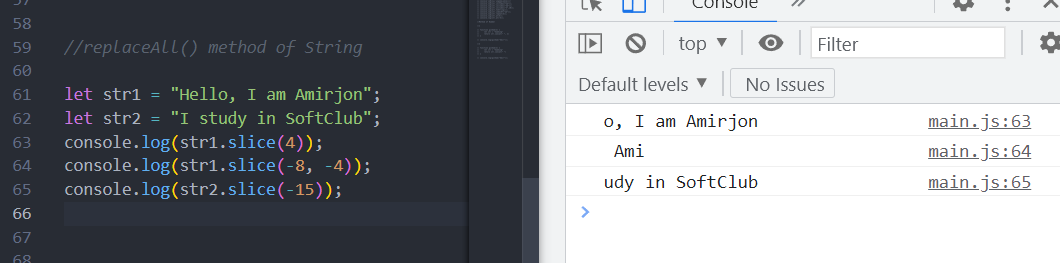 57
58
59 //replaceAll() method of String
60
61 let str1 = "Hello, I am Amirjon";
62 let str2 = "I study in SoftClub";
63 console.log(str1.slice(4));
64 console.log(str1.slice(-8, -4));
65 console.log(str2.slice(-15));
66
67
68
Console
top ▼ Filter
Default levels ▼ No Issues
o, I am Amirjon main.js:63
 Ami main.js:64
udy in SoftClub main.js:65
>